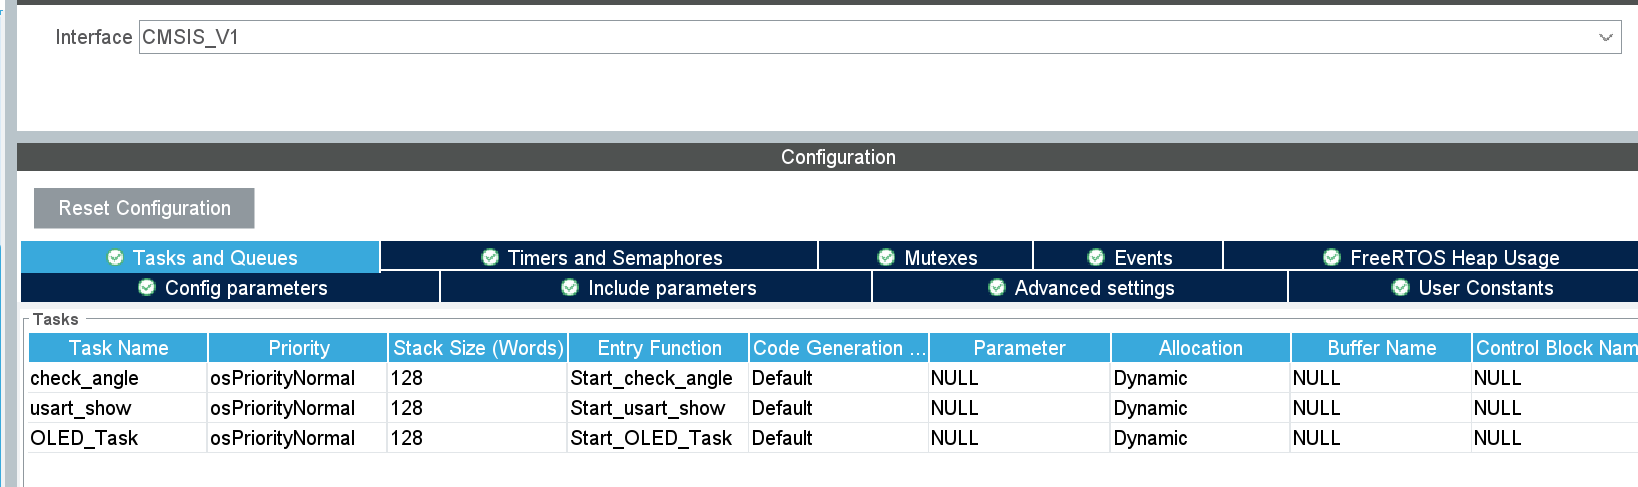 Interface CMSIS_V1
Configuration
Reset Configuration
Tasks and Queues Timers and Semaphores Mutexes Events FreeRTOS Heap Usage
Config parameters Include parameters Advanced settings User Constants
Tasks
Task Name Priority Stack Size (Words) Entry Function Code Generation ... Parameter Allocation Buffer Name Control Block Nam
check_angle osPriorityNormal 128 Start_check_angle Default NULL Dynamic NULL NULL
usart_show osPriorityNormal 128 Start_usart_show Default NULL Dynamic NULL NULL
OLED_Task osPriorityNormal 128 Start_OLED_Task Default NULL Dynamic NULL NULL